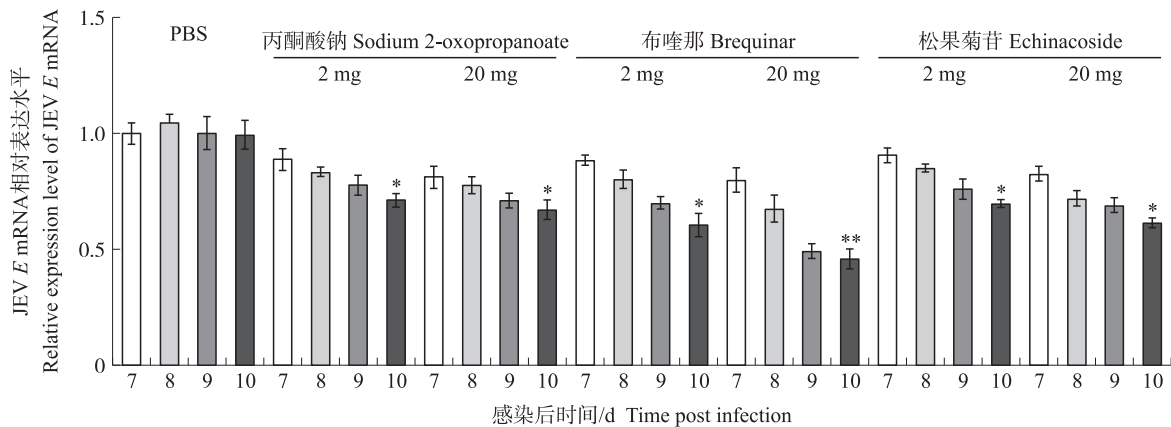 JEV E mRNA相对表达水平
Relative expression level of JEV E mRNA
1.5
1.0
0.5
0
PBS
丙酮酸钠 Sodium 2-oxopropanoate
2 mg
20 mg
布喹那 Brequinar
2 mg
20 mg
松果菊苷 Echinacoside
2 mg
20 mg
*
*
*
**
*
*
7 8 9 10 7 8 9 10 7 8 9 10 7 8 9 10 7 8 9 10 7 8 9 10 7 8 9 10
感染后时间/d Time post infection